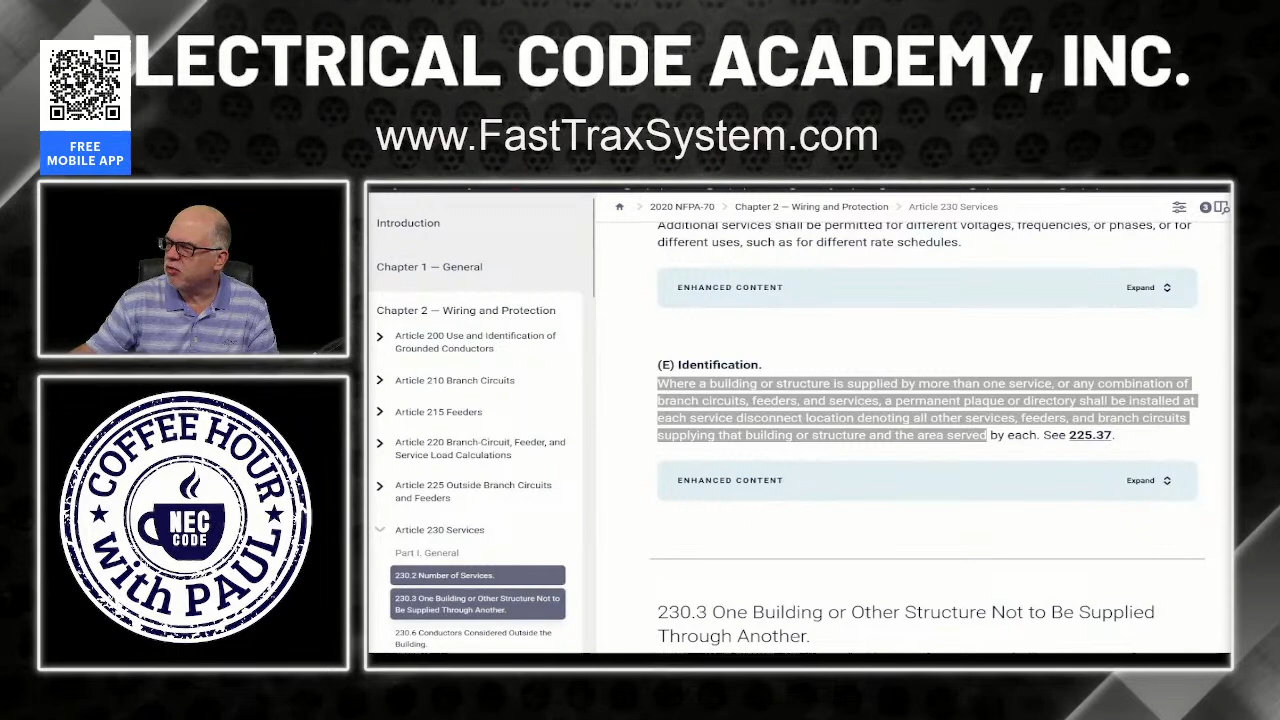 ELECTRICAL CODE ACADEMY, INC.
www.FastTraxSystem.com
FREE
MOBILE APP
COFFEE HOUR
NEC
CODE
with PAUL
Introduction
Chapter 1 — General
Chapter 2 — Wiring and Protection
Article 200 Use and Identification of
Grounded Conductors
Article 210 Branch Circuits
Article 215 Feeders
Article 220 Branch-Circuit, Feeder, and
Service Load Calculations
Article 225 Outside Branch Circuits
and Feeders
Article 230 Services
Part I. General
230.2 Number of Services.
230.3 One Building or Other Structure Not to
Be Supplied Through Another.
230.6 Conductors Considered Outside the
Building.
2020 NFPA-70 > Chapter 2 — Wiring and Protection > Article 230 Services
3
Additional services shall be permitted for different voltages, frequencies, or phases, or for
different uses, such as for different rate schedules.
ENHANCED CONTENT Expand
(E) Identification.
Where a building or structure is supplied by more than one service, or any combination of
branch circuits, feeders, and services, a permanent plaque or directory shall be installed at
each service disconnect location denoting all other services, feeders, and branch circuits
supplying that building or structure and the area served by each. See 225.37.
ENHANCED CONTENT Expand
230.3 One Building or Other Structure Not to Be Supplied
Through Another.